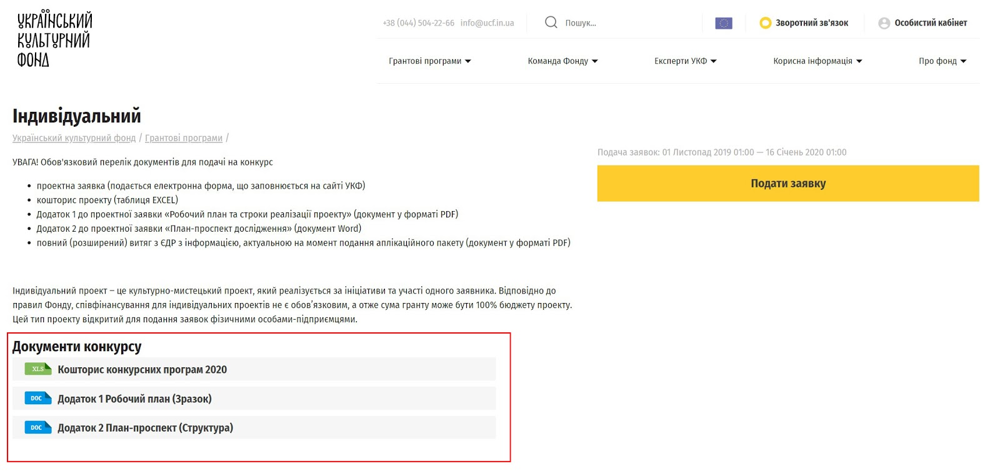 УКРАЇНСЬКИЙ
КУЛЬТУРНИЙ
ФОНД
+38 (044) 504-22-66 info@ucf.in.ua
Пошук...
Зворотний зв'язок
Особистий кабінет
Грантові програми
Команда Фонду
Експерти УКФ
Корисна інформація
Про фонд
Індивідуальний
Український культурний фонд / Грантові програми /
Подача заявок: 01 Листопад 2019 01:00 — 16 Січень 2020 01:00
Подати заявку
УВАГА! Обов'язковий перелік документів для подачі на конкурс
• проектна заявка (подається електронна форма, що заповнюється на сайті УКФ)
• кошторис проекту (таблиця EXCEL)
• Додаток 1 до проектної заявки «Робочий план та строки реалізації проекту» (документ у форматі PDF)
• Додаток 2 до проектної заявки «План-проспект дослідження» (документ Word)
• повний (розширений) витяг з ЄДР з інформацією, актуальною на момент подання аплікаційного пакету (документ у форматі PDF)
Індивідуальний проект – це культурно-мистецький проект, який реалізується за ініціативи та участі одного заявника. Відповідно до
правил Фонду, співфінансування для індивідуальних проектів не є обов’язковим, а отже сума гранту може бути 100% бюджету проекту.
Цей тип проекту відкритий для подання заявок фізичними особами-підприємцями.
Документи конкурсу
XLS Кошторис конкурсних програм 2020
DOC Додаток 1 Робочий план (Зразок)
DOC Додаток 2 План-проспект (Структура)